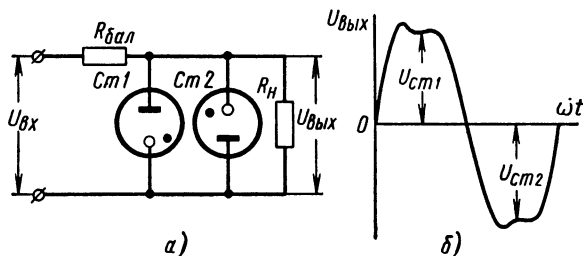 Rбал
Ст1
Ст2
Rн
Uвх
Uвых
а)
Uвых
Uст1
ωt
0
Uст2
б)